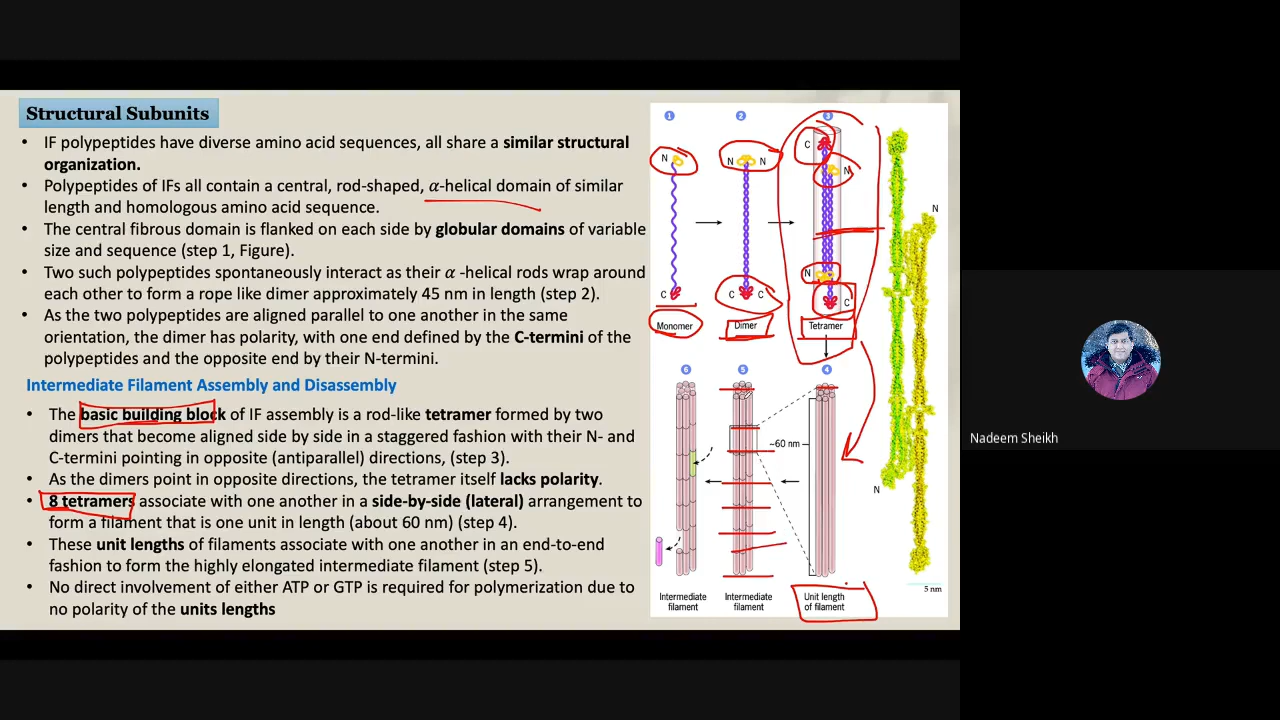 Structural Subunits
• IF polypeptides have diverse amino acid sequences, all share a similar structural
organization.
• Polypeptides of IFs all contain a central, rod-shaped, α-helical domain of similar
length and homologous amino acid sequence.
• The central fibrous domain is flanked on each side by globular domains of variable
size and sequence (step 1, Figure).
• Two such polypeptides spontaneously interact as their α -helical rods wrap around
each other to form a rope like dimer approximately 45 nm in length (step 2).
• As the two polypeptides are aligned parallel to one another in the same
orientation, the dimer has polarity, with one end defined by the C-termini of the
polypeptides and the opposite end by their N-termini.
Intermediate Filament Assembly and Disassembly
• The basic building block of IF assembly is a rod-like tetramer formed by two
dimers that become aligned side by side in a staggered fashion with their N- and
C-termini pointing in opposite (antiparallel) directions, (step 3).
• As the dimers point in opposite directions, the tetramer itself lacks polarity.
• 8 tetramers associate with one another in a side-by-side (lateral) arrangement to
form a filament that is one unit in length (about 60 nm) (step 4).
• These unit lengths of filaments associate with one another in an end-to-end
fashion to form the highly elongated intermediate filament (step 5).
• No direct involvement of either ATP or GTP is required for polymerization due to
no polarity of the units lengths
1 2 3
C
N N N N
N
N
C C C C
Monomer Dimer Tetramer
6 5 4
~60 nm
N
5 nm
Intermediate
filament
Intermediate
filament
Unit length
of filament
Nadeem Sheikh